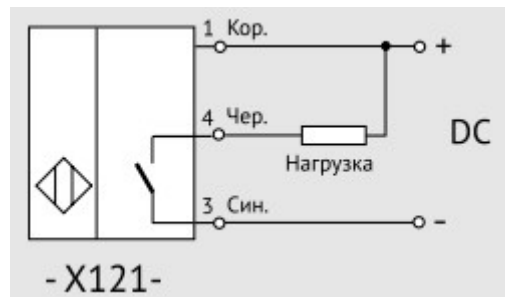 1 Кор.
+
4 Чер.
DC
Нагрузка
3 Син.
-
- X121-